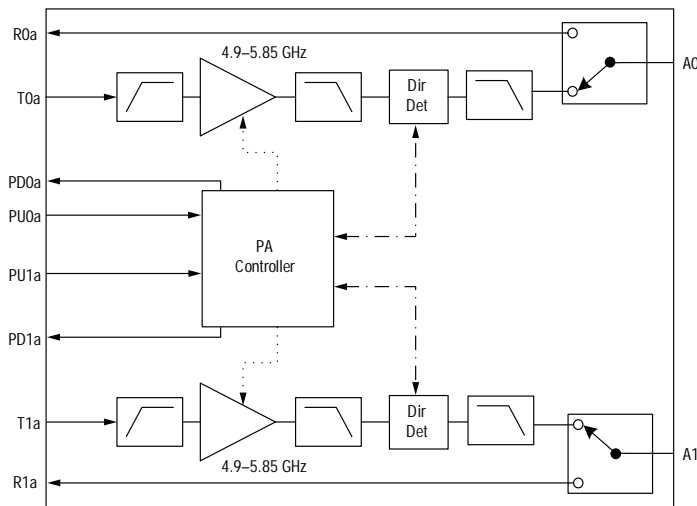 R0a
4.9–5.85 GHz
A0
T0a
Dir
Det
PD0a
PU0a
PA
Controller
PU1a
PD1a
T1a
Dir
Det
4.9–5.85 GHz
A1
R1a